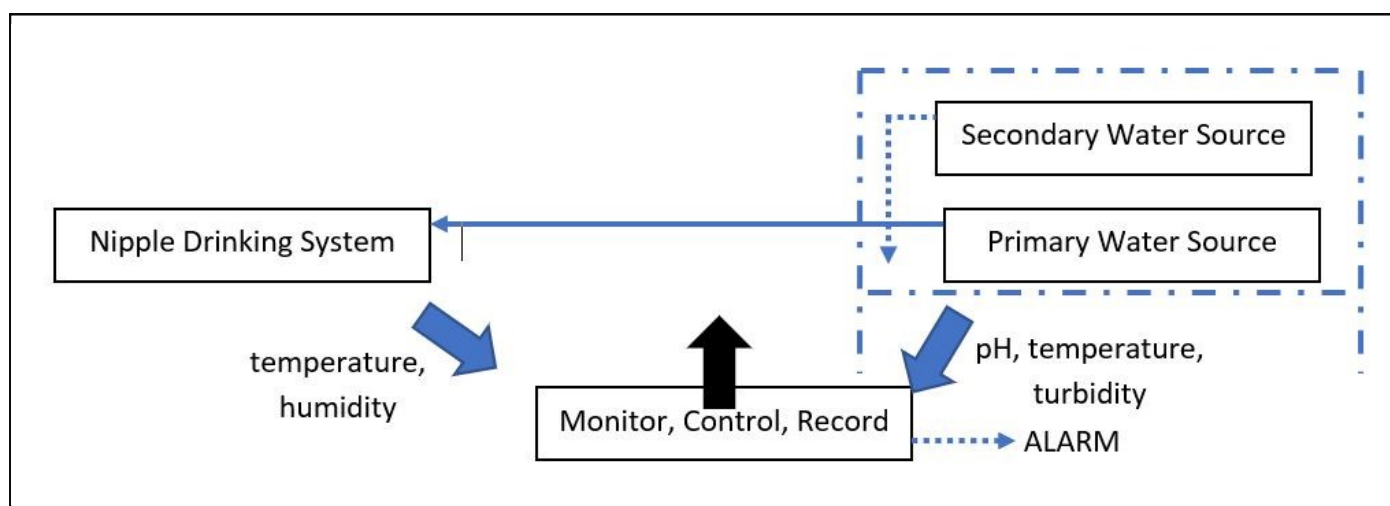 Secondary Water Source
Nipple Drinking System
Primary Water Source
temperature,
humidity
pH, temperature,
turbidity
Monitor, Control, Record
ALARM